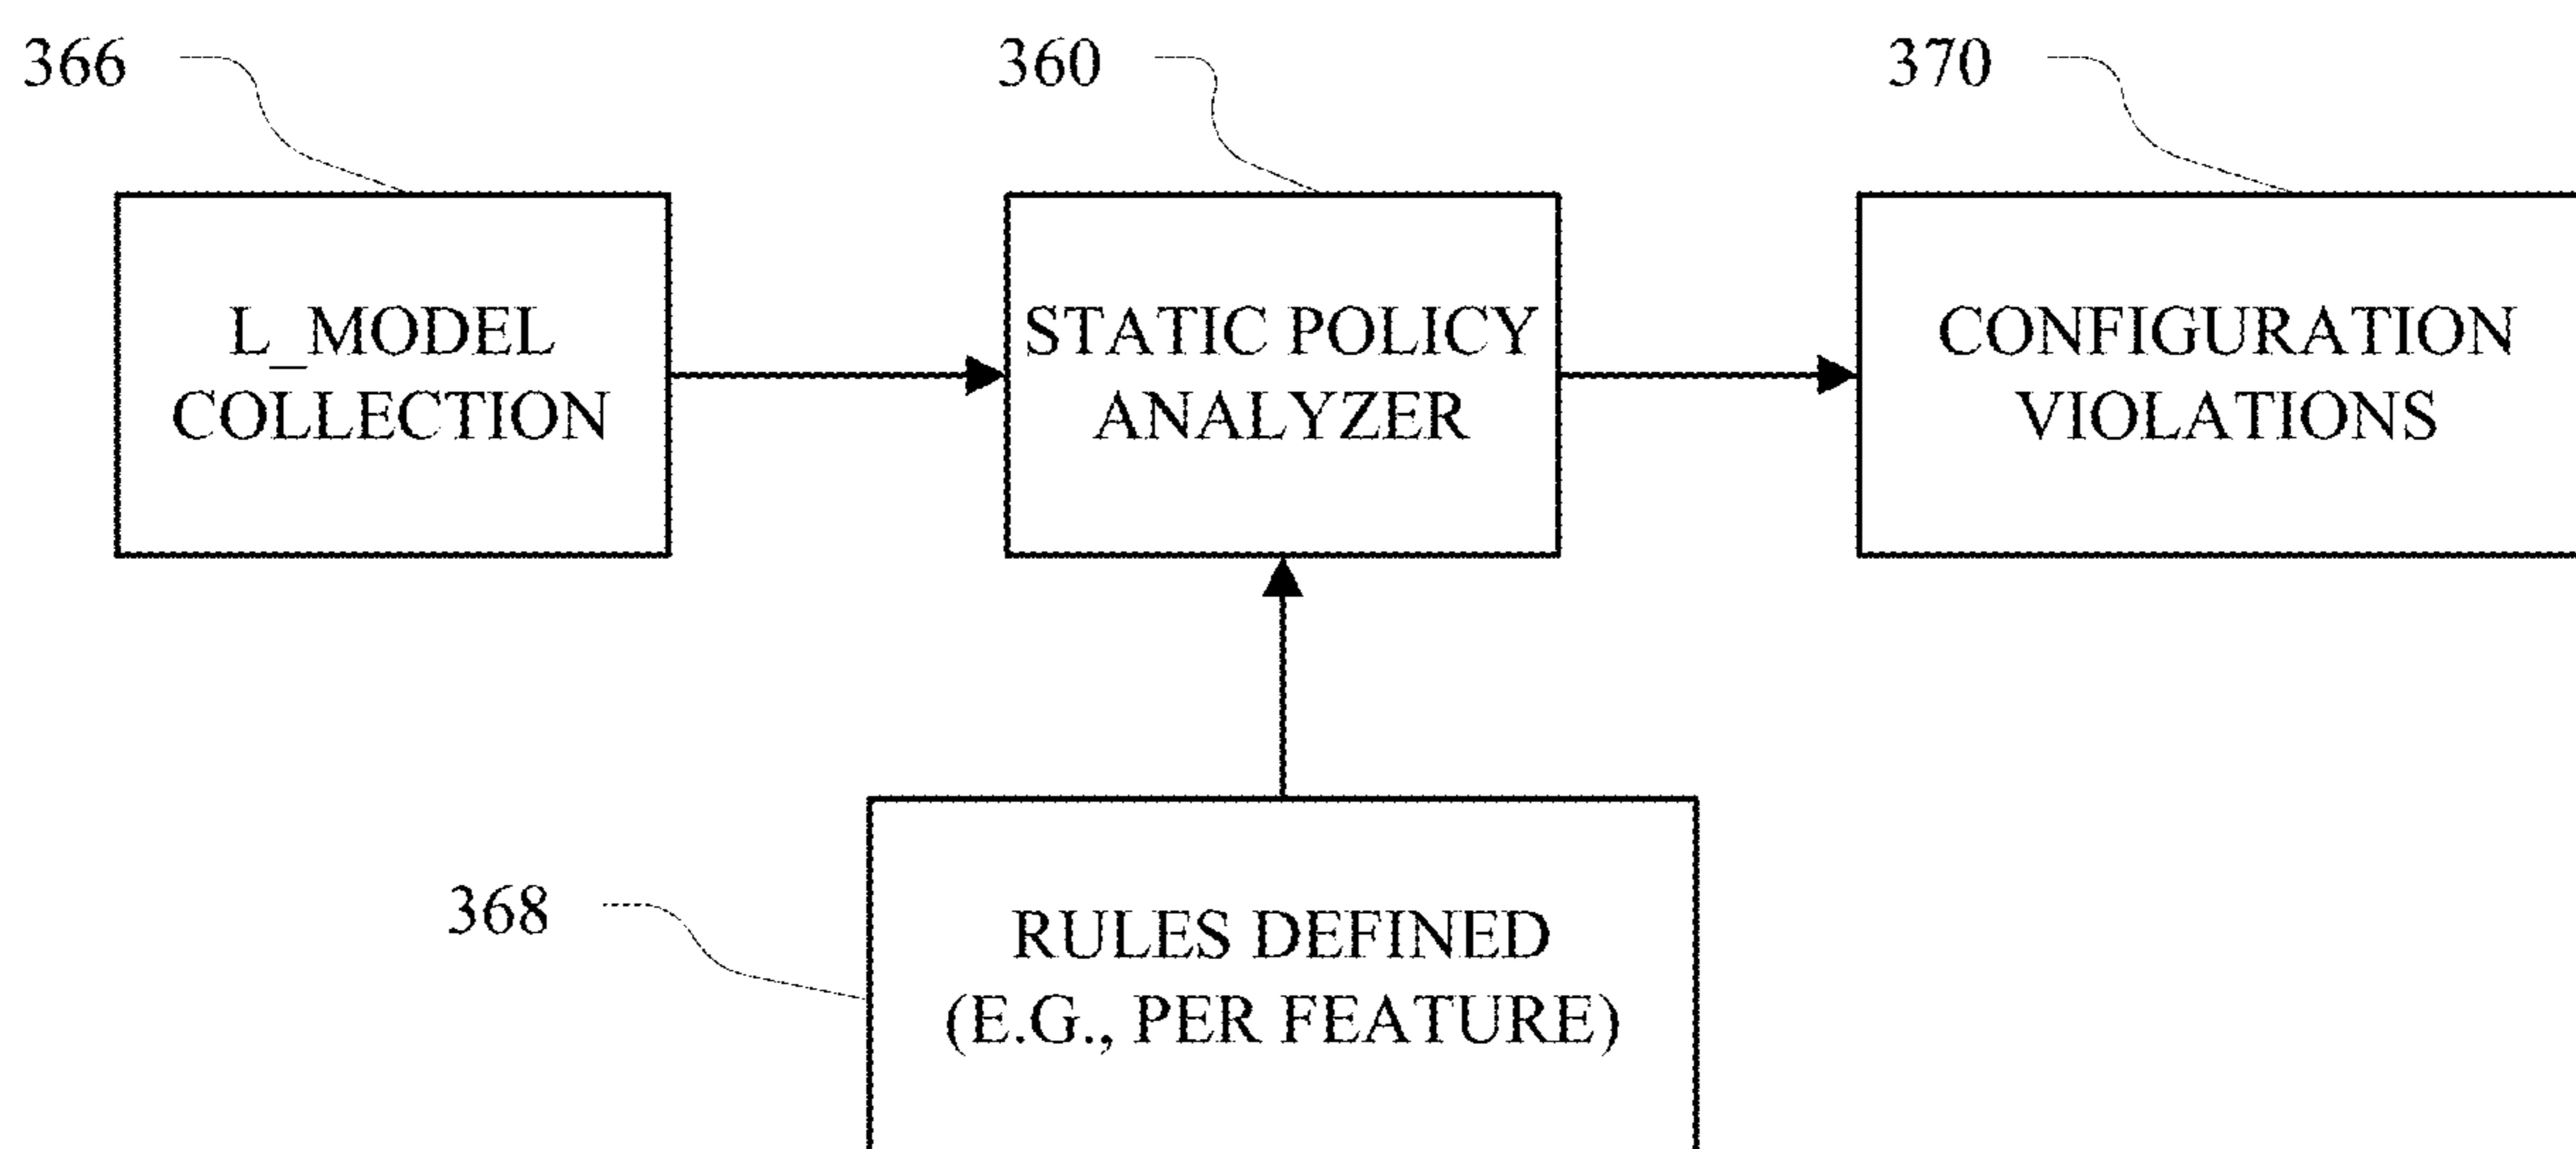 366
360
370
L_MODEL
COLLECTION
STATIC POLICY
ANALYZER
CONFIGURATION
VIOLATIONS
368
RULES DEFINED
(E.G., PER FEATURE)